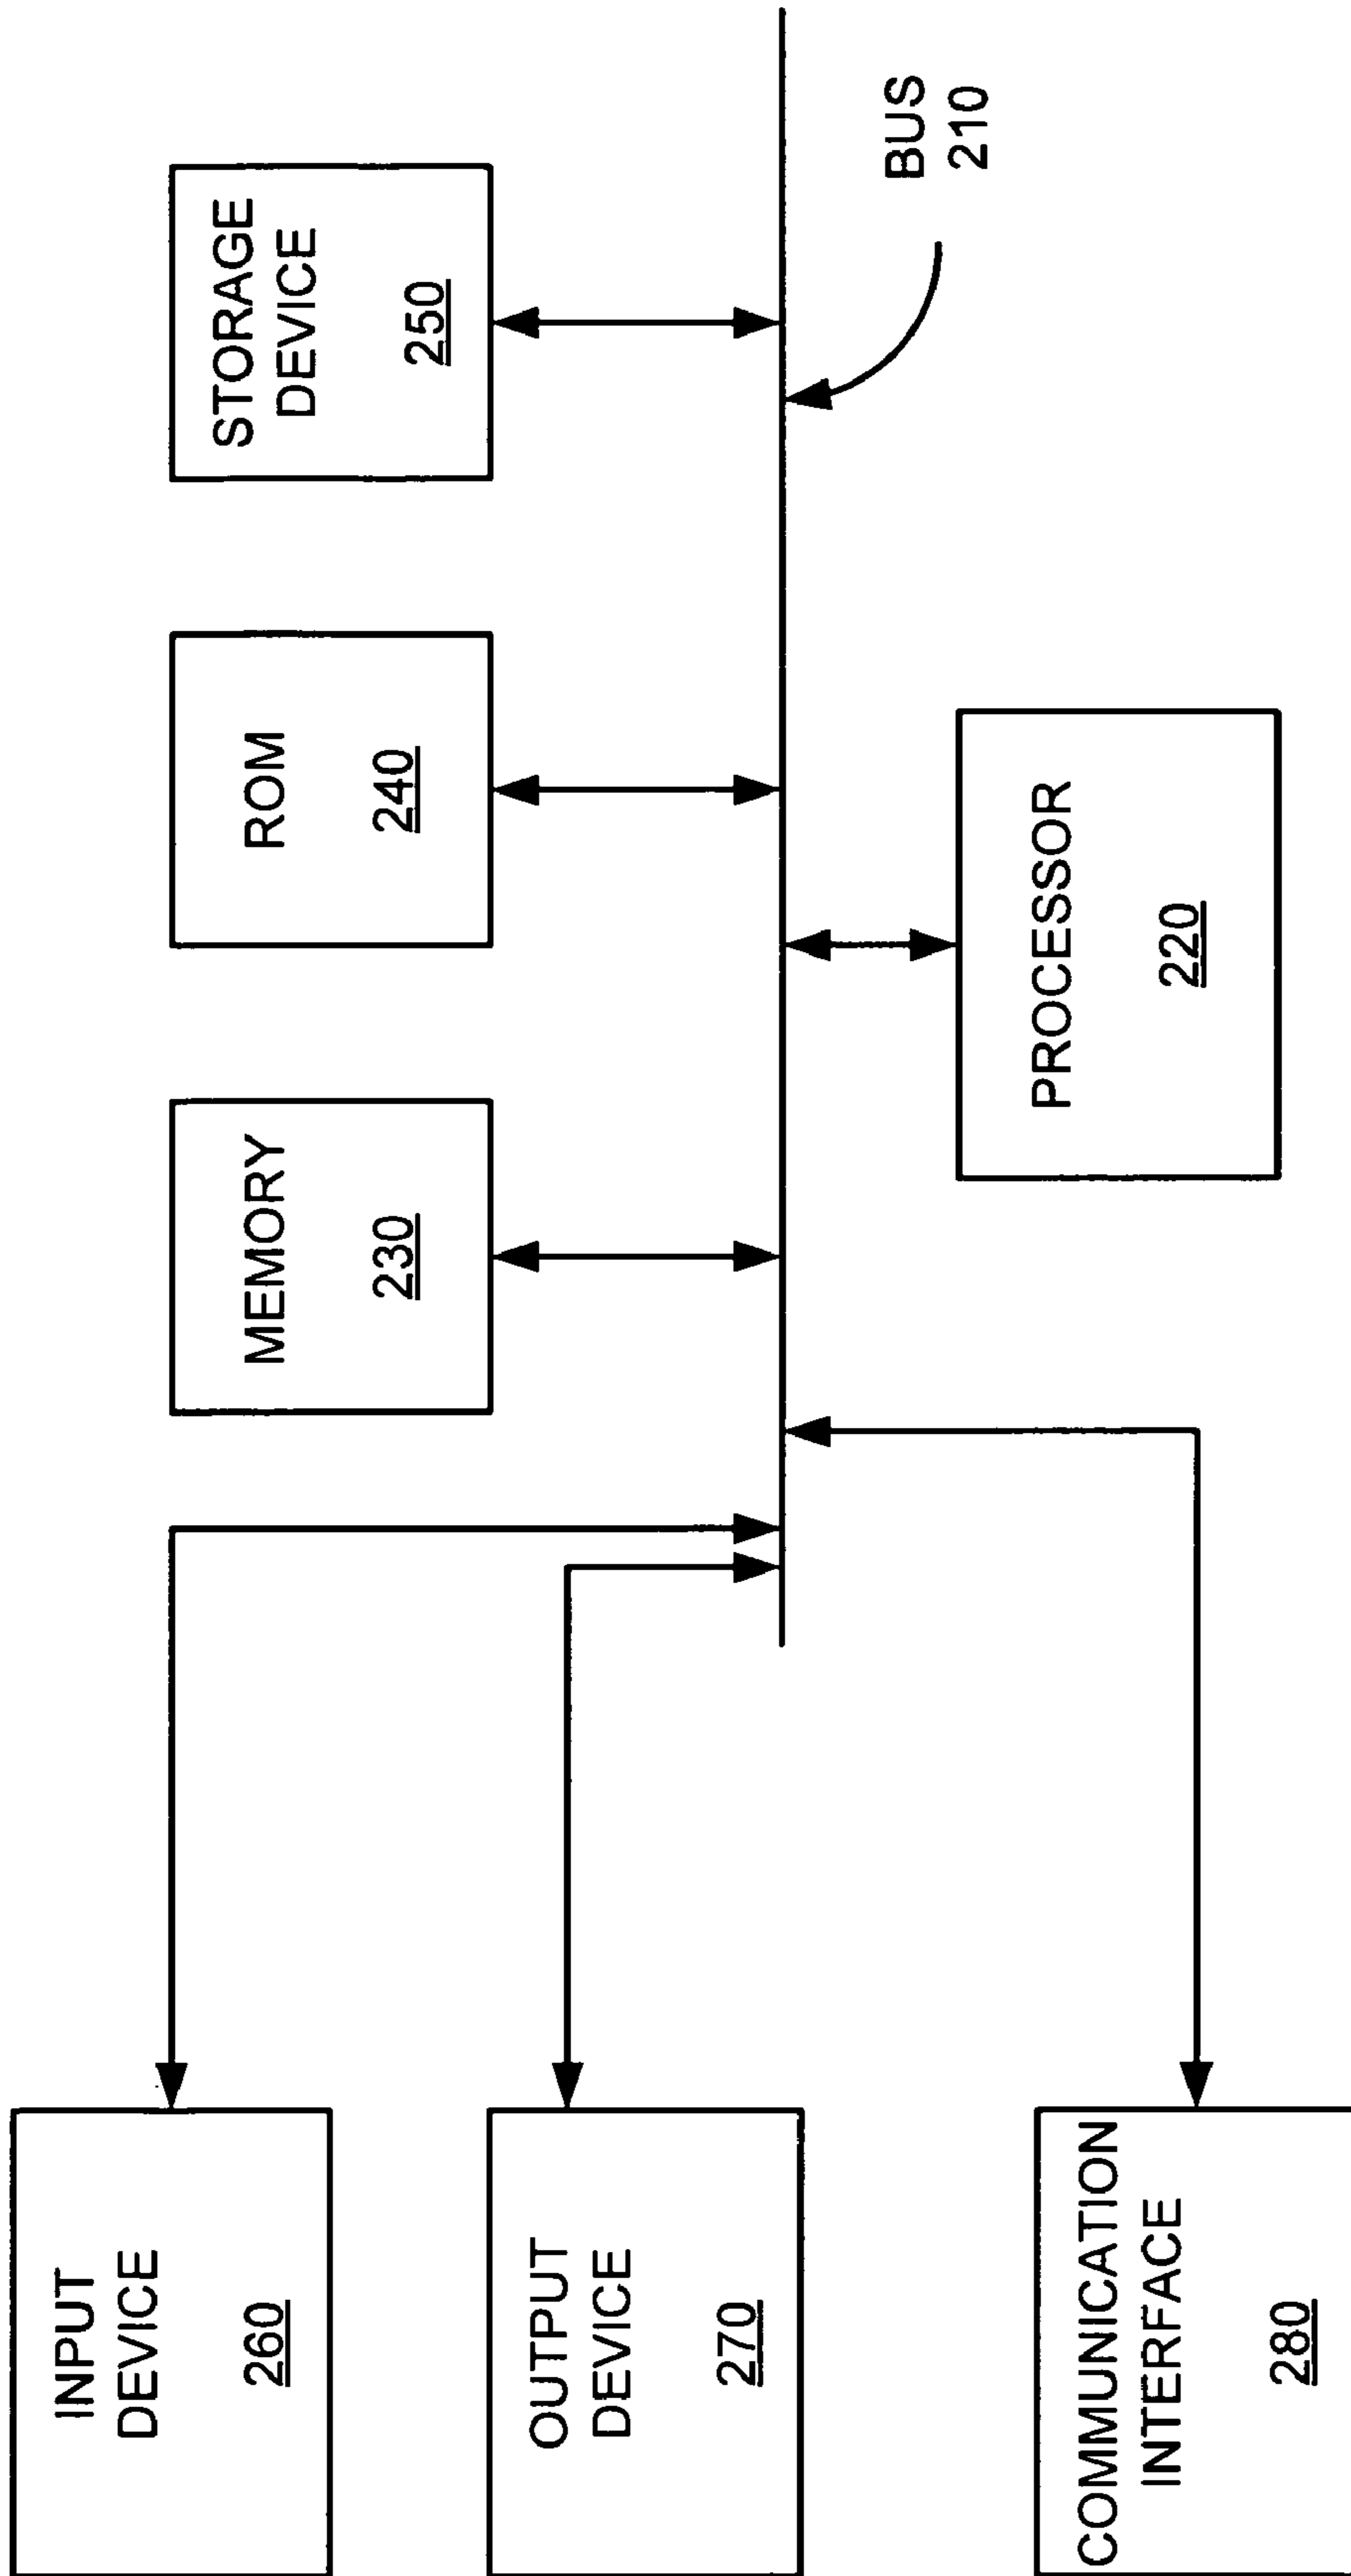 INPUT
DEVICE
260
OUTPUT
DEVICE
270
COMMUNICATION
INTERFACE
280
MEMORY
230
ROM
240
STORAGE
DEVICE
250
PROCESSOR
220
BUS
210